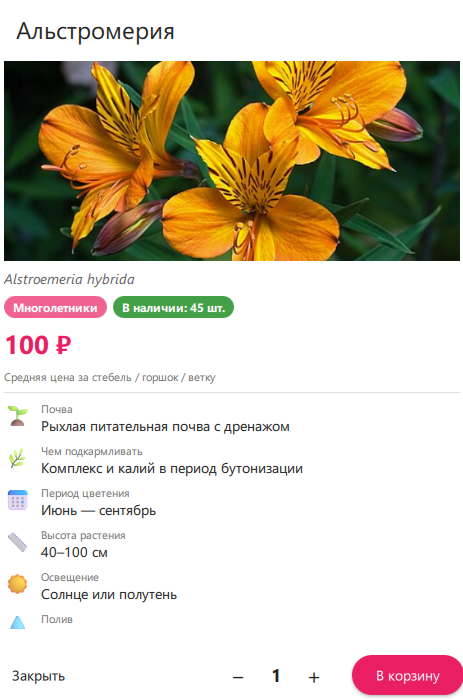 Альстромерия
Alstroemeria hybrida
Многолетники В наличии: 45 шт.
100 ₽
Средняя цена за стебель / горшок / ветку
Почва
Рыхлая питательная почва с дренажом
Чем подкармливать
Комплекс и калий в период бутонизации
Период цветения
Июнь — сентябрь
Высота растения
40–100 см
Освещение
Солнце или полутень
Полив
Закрыть − 1 + В корзину